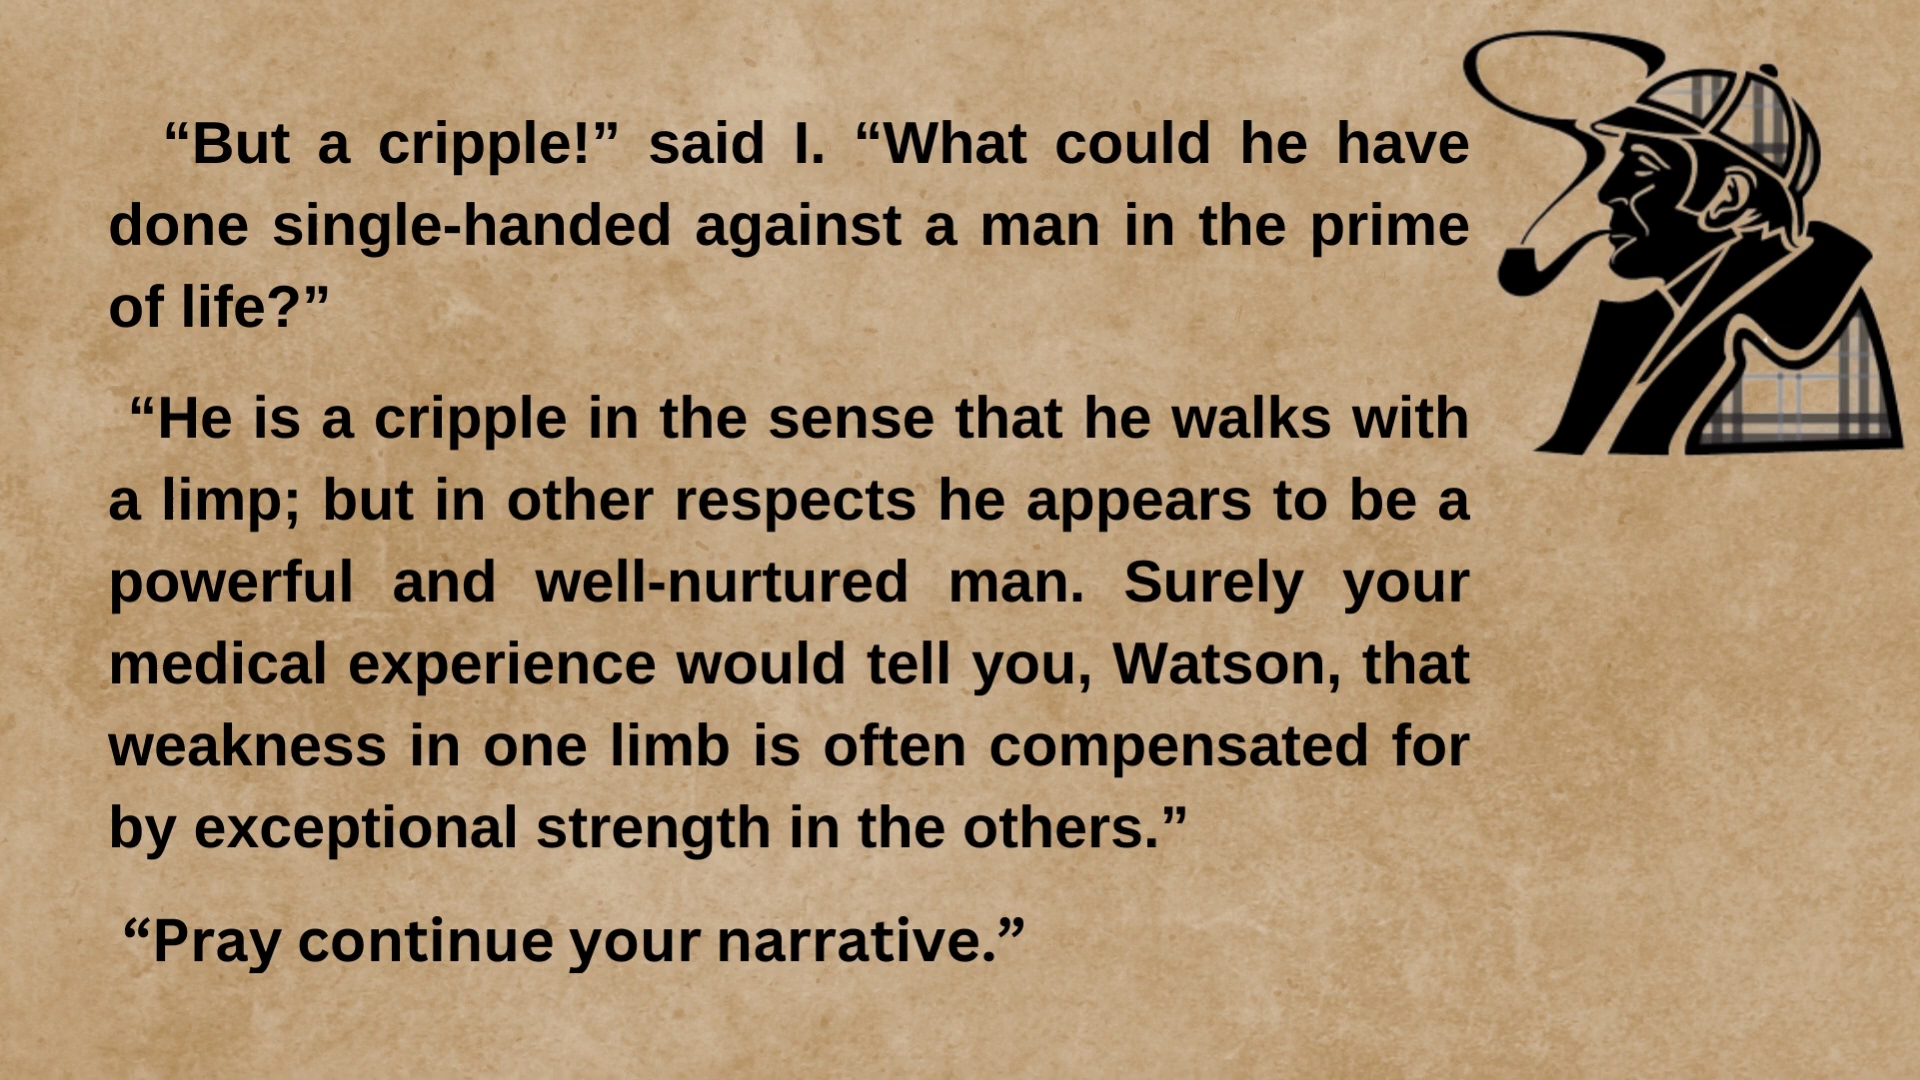 “But a cripple!” said I. “What could he have
done single-handed against a man in the prime
of life?”
“He is a cripple in the sense that he walks with
a limp; but in other respects he appears to be a
powerful and well-nurtured man. Surely your
medical experience would tell you, Watson, that
weakness in one limb is often compensated for
by exceptional strength in the others.”
“Pray continue your narrative.”